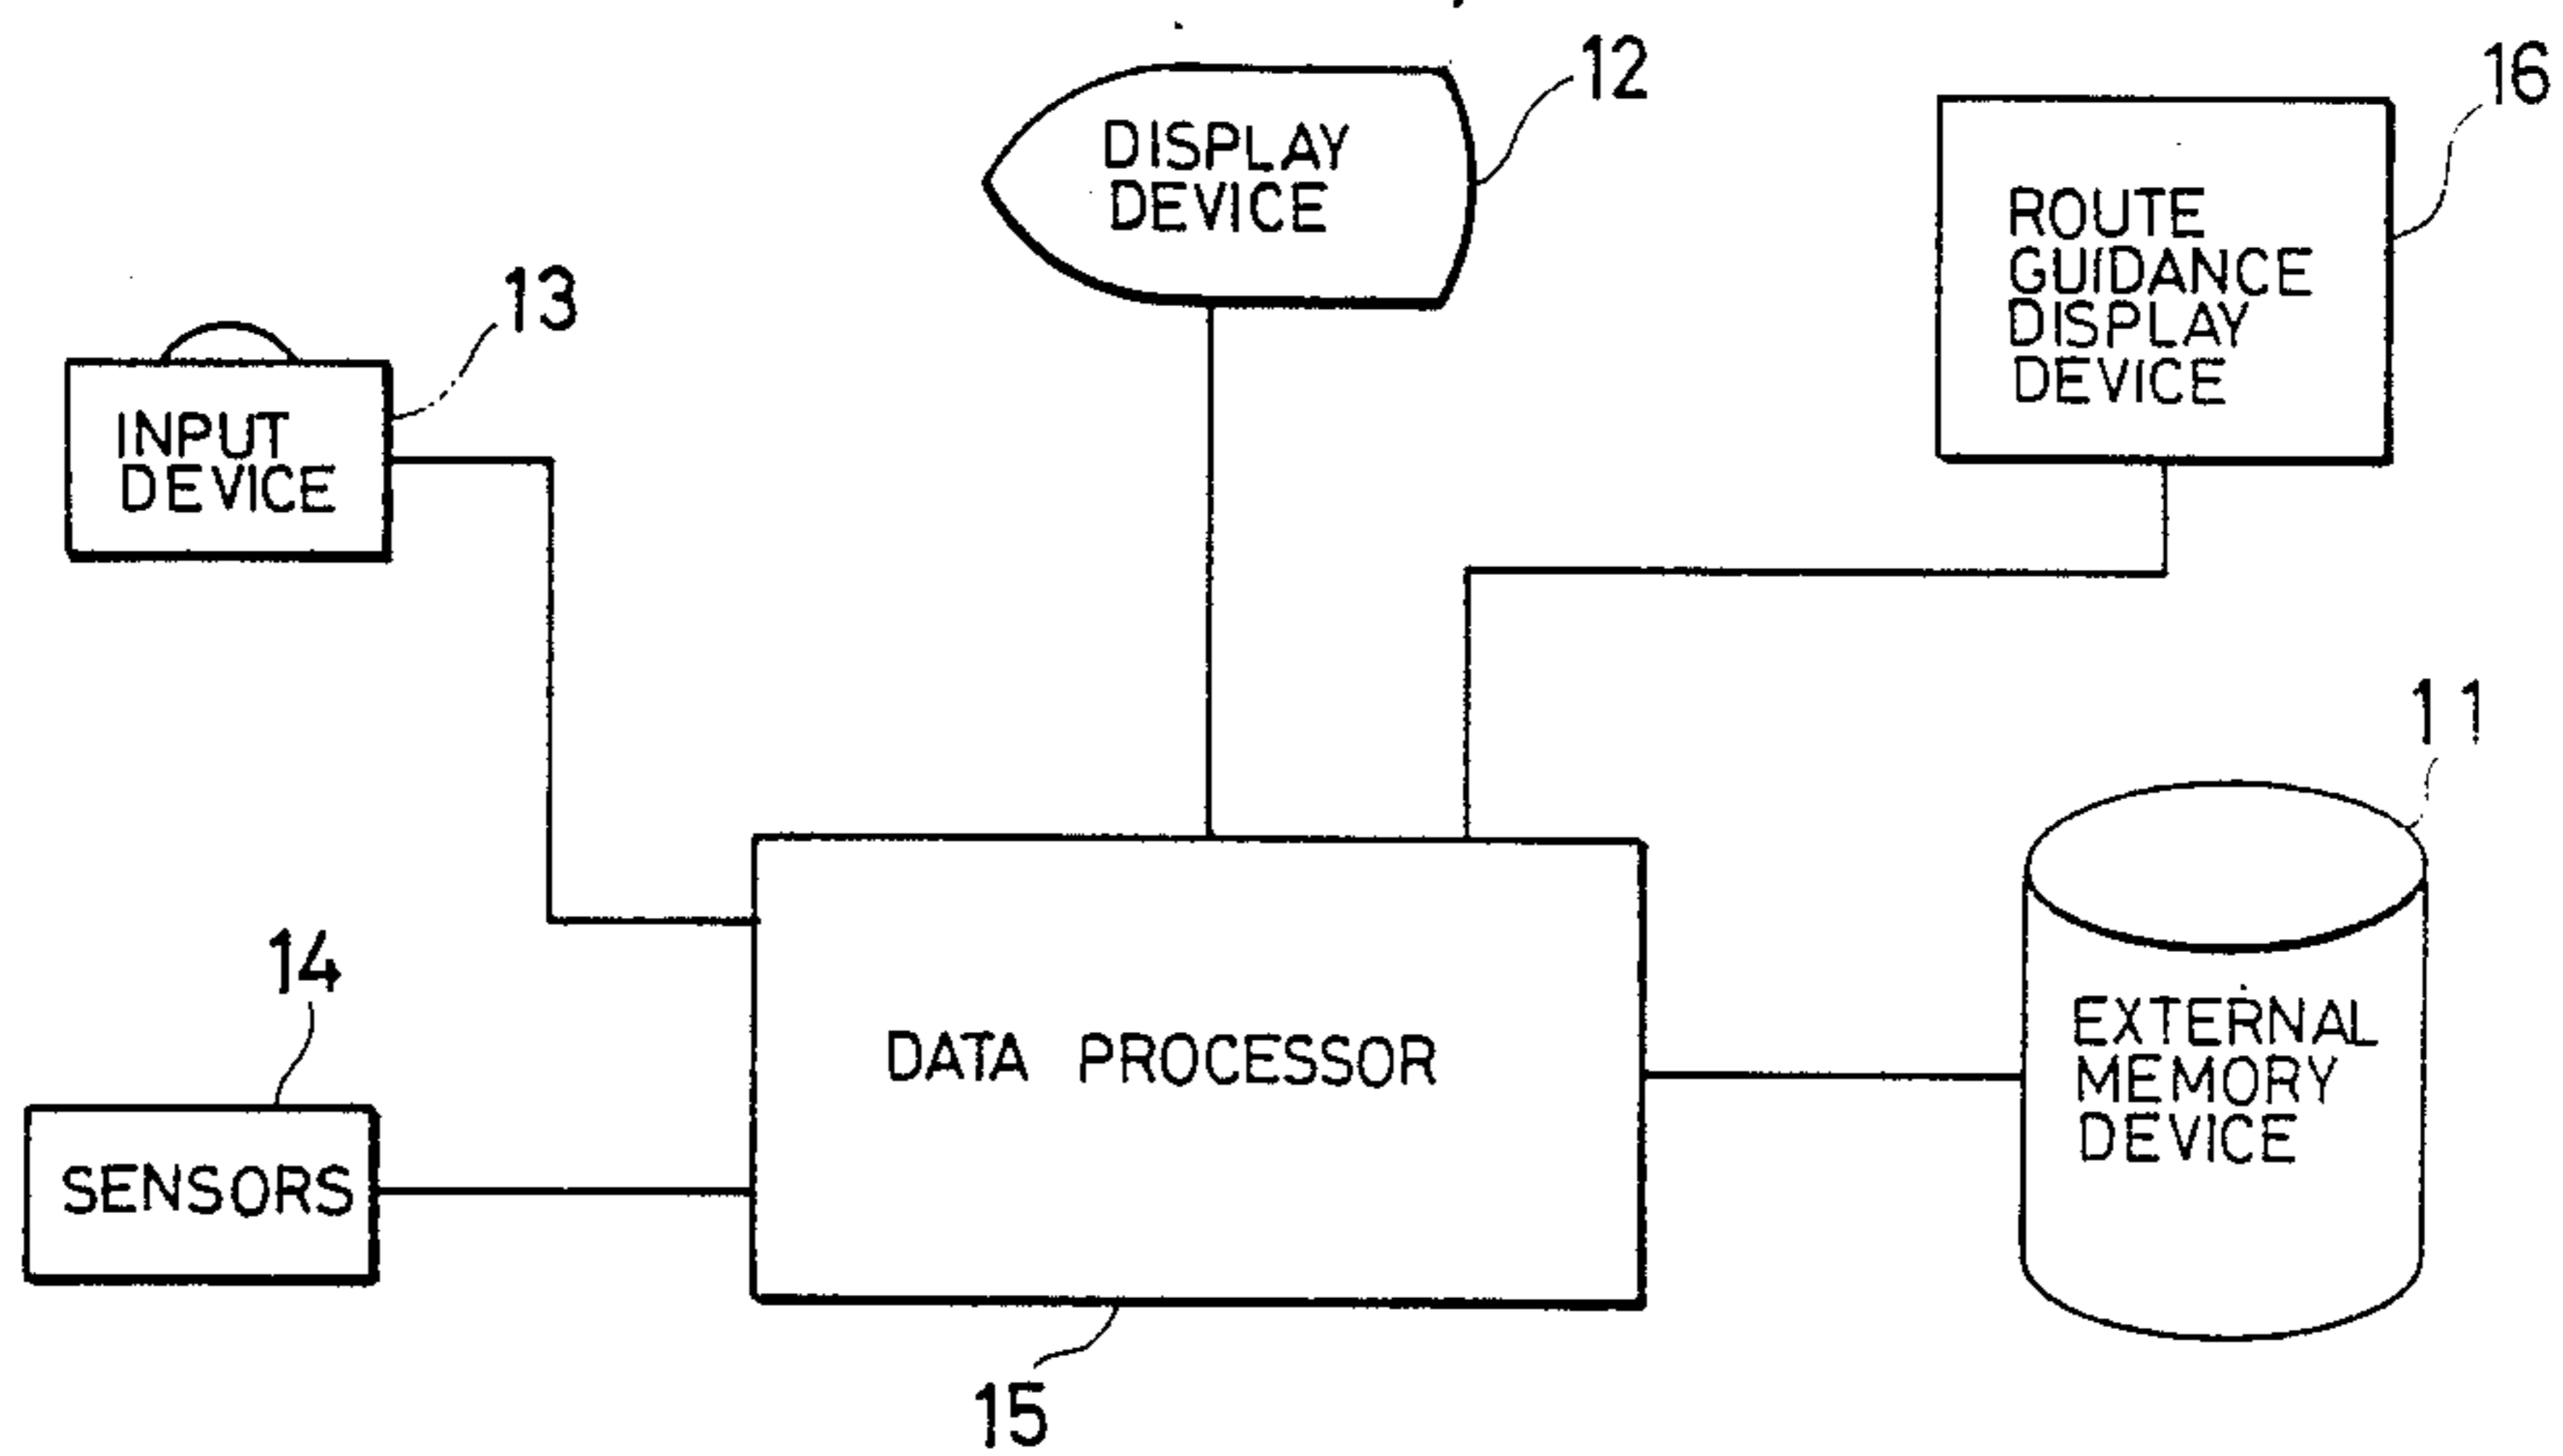 12
DISPLAY
DEVICE
16
ROUTE
GUIDANCE
DISPLAY
DEVICE
13
INPUT
DEVICE
11
EXTERNAL
MEMORY
DEVICE
14
SENSORS
DATA PROCESSOR
15